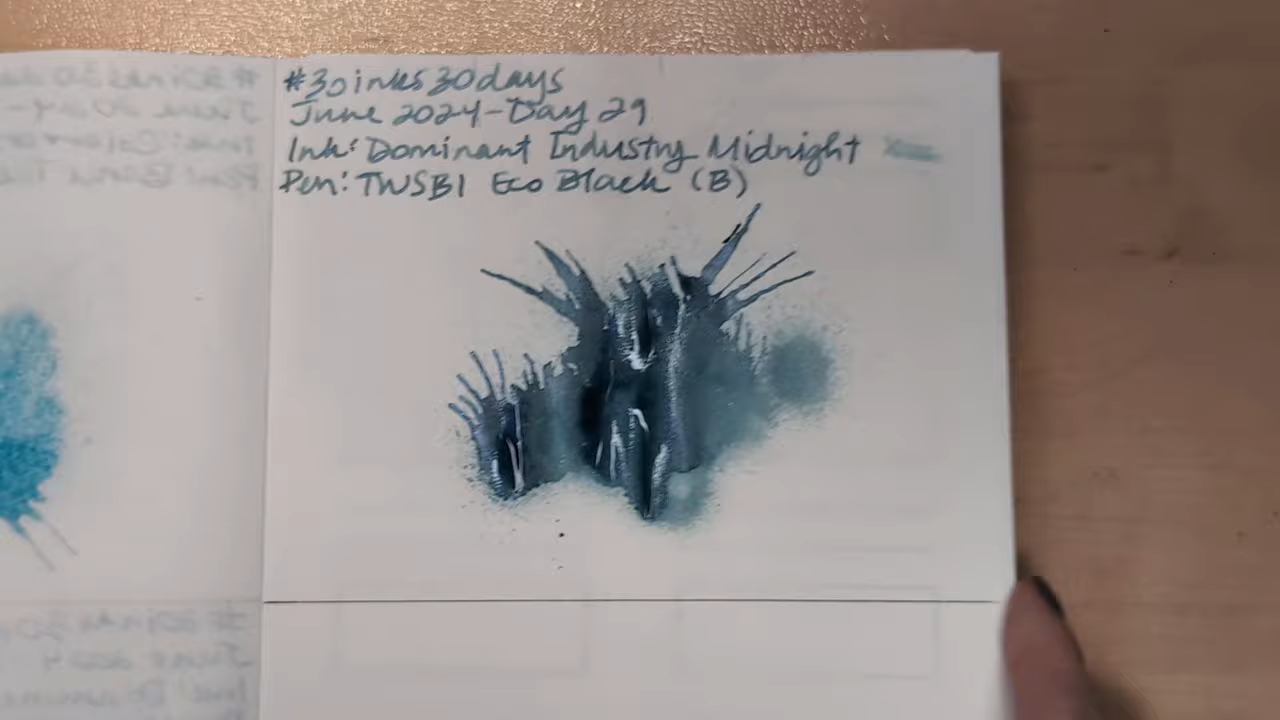 #30inks30days
June 2024-Day 29
Ink: Dominant Industry Midnight
Pen: TWSBI Eco Black (B)